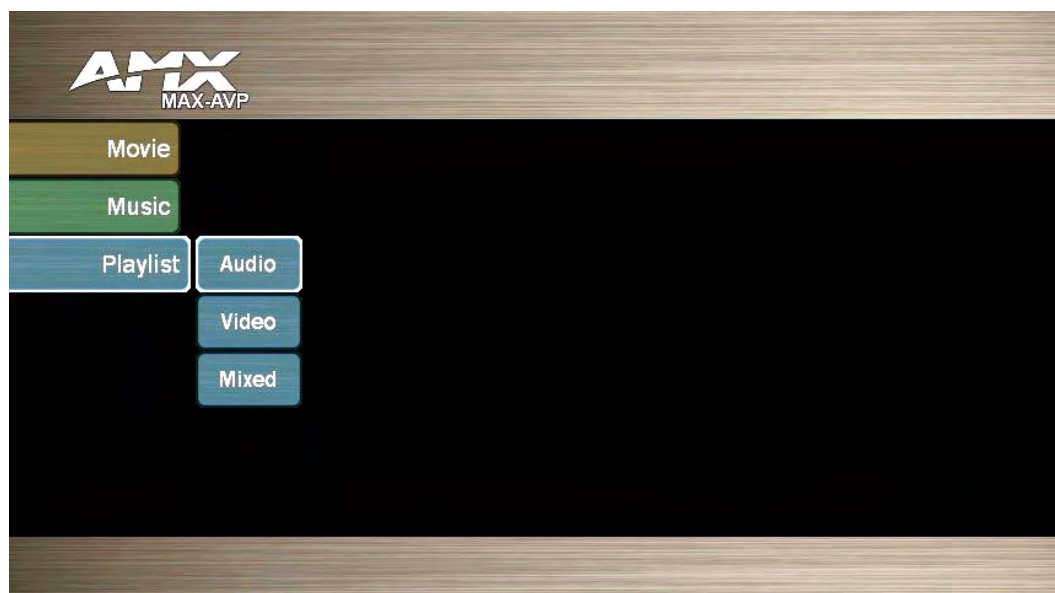 AMX
MAX-AVP
Movie
Music
Playlist Audio
Video
Mixed